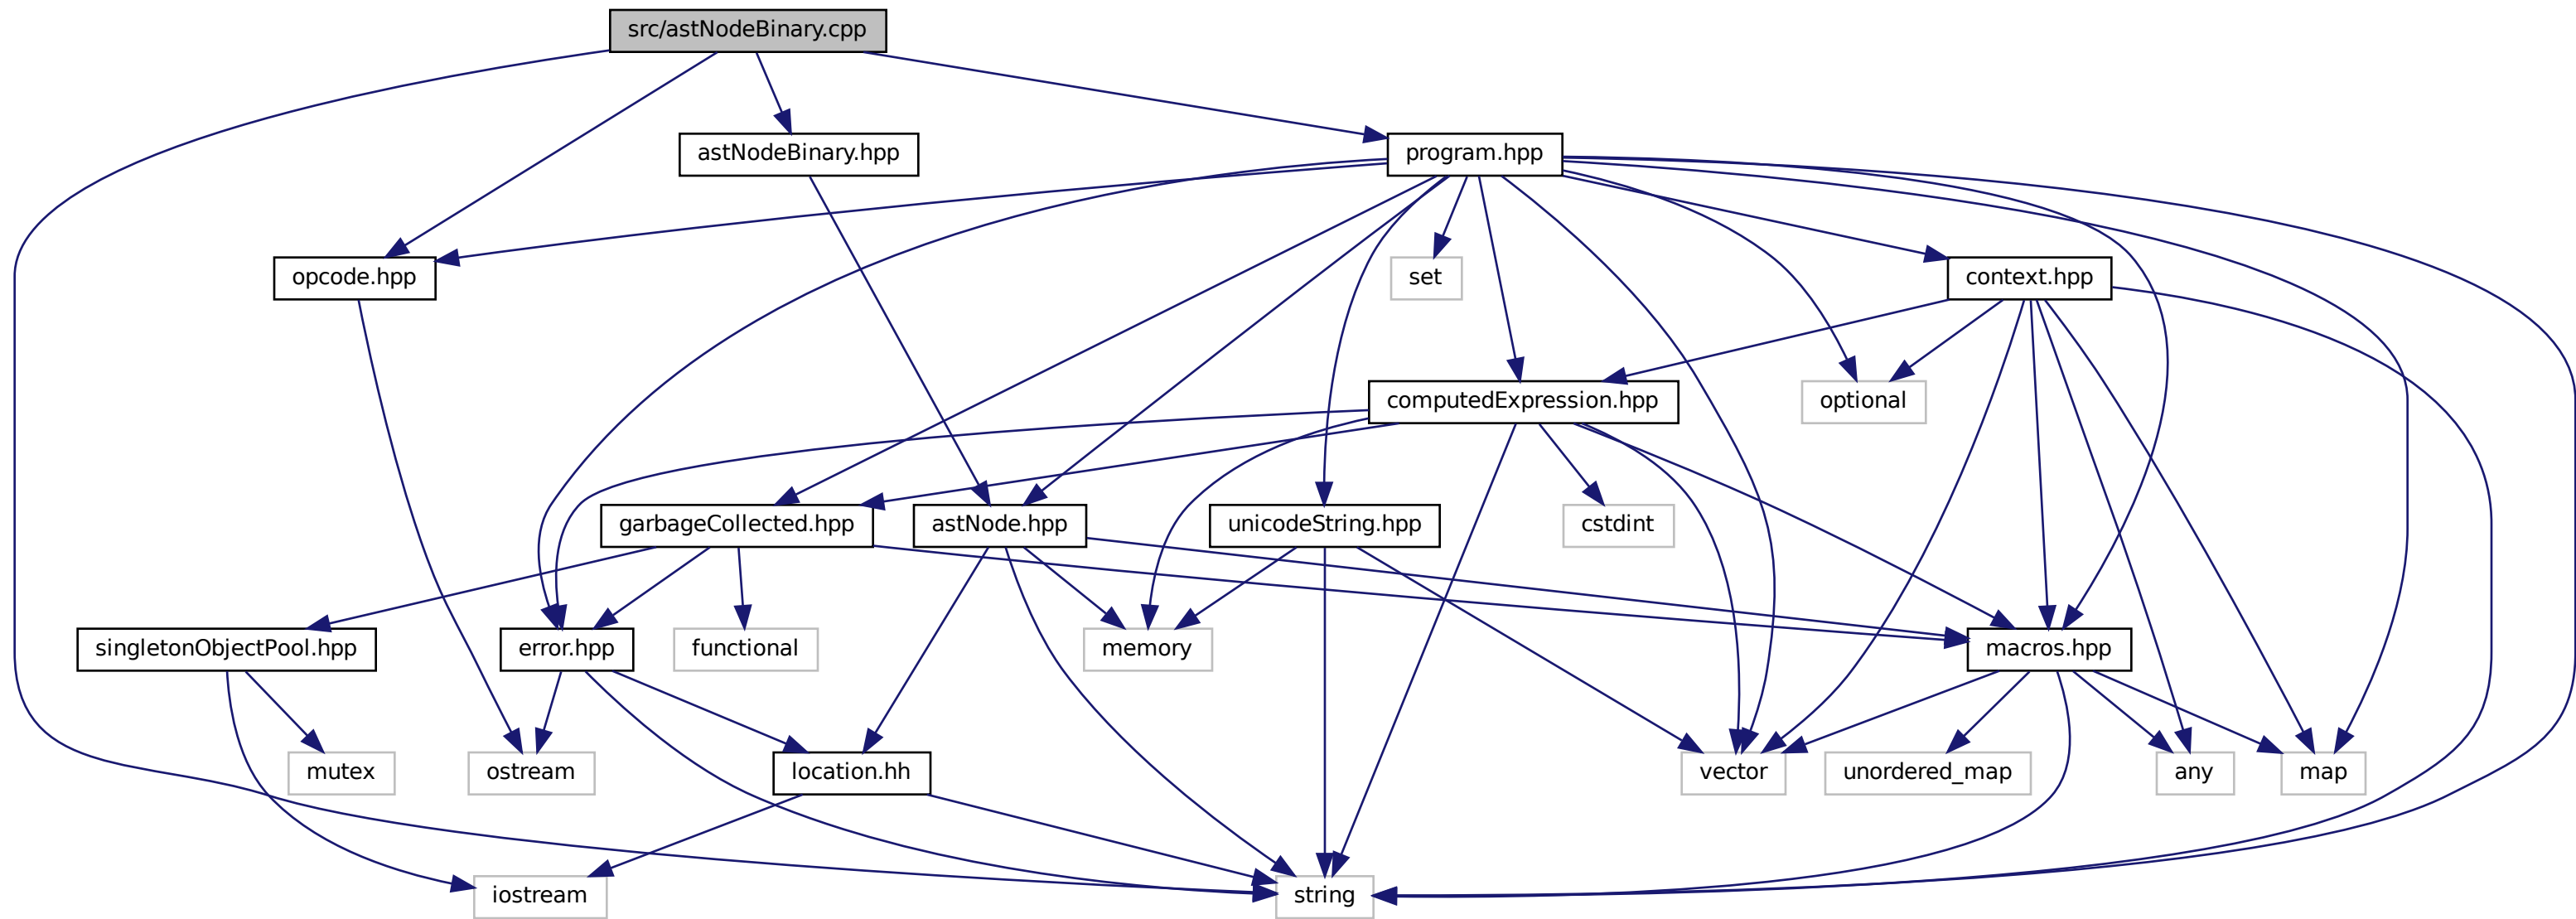 src/astNodeBinary.cpp
astNodeBinary.hpp
program.hpp
opcode.hpp
set
context.hpp
computedExpression.hpp
optional
garbageCollected.hpp
astNode.hpp
unicodeString.hpp
cstdint
singletonObjectPool.hpp
error.hpp
functional
memory
macros.hpp
mutex
ostream
location.hh
vector
unordered_map
any
map
iostream
string